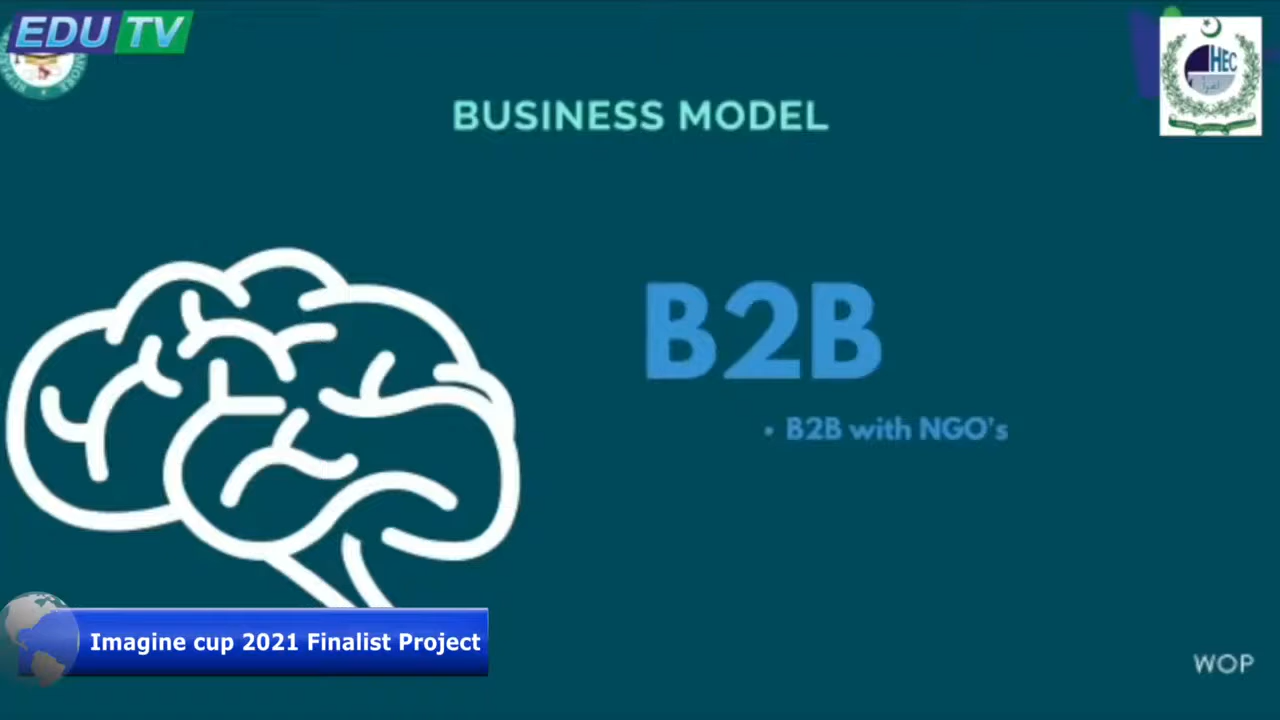 EDU TV
HEC
BUSINESS MODEL
B2B
• B2B with NGO's
Imagine cup 2021 Finalist Project
WOP